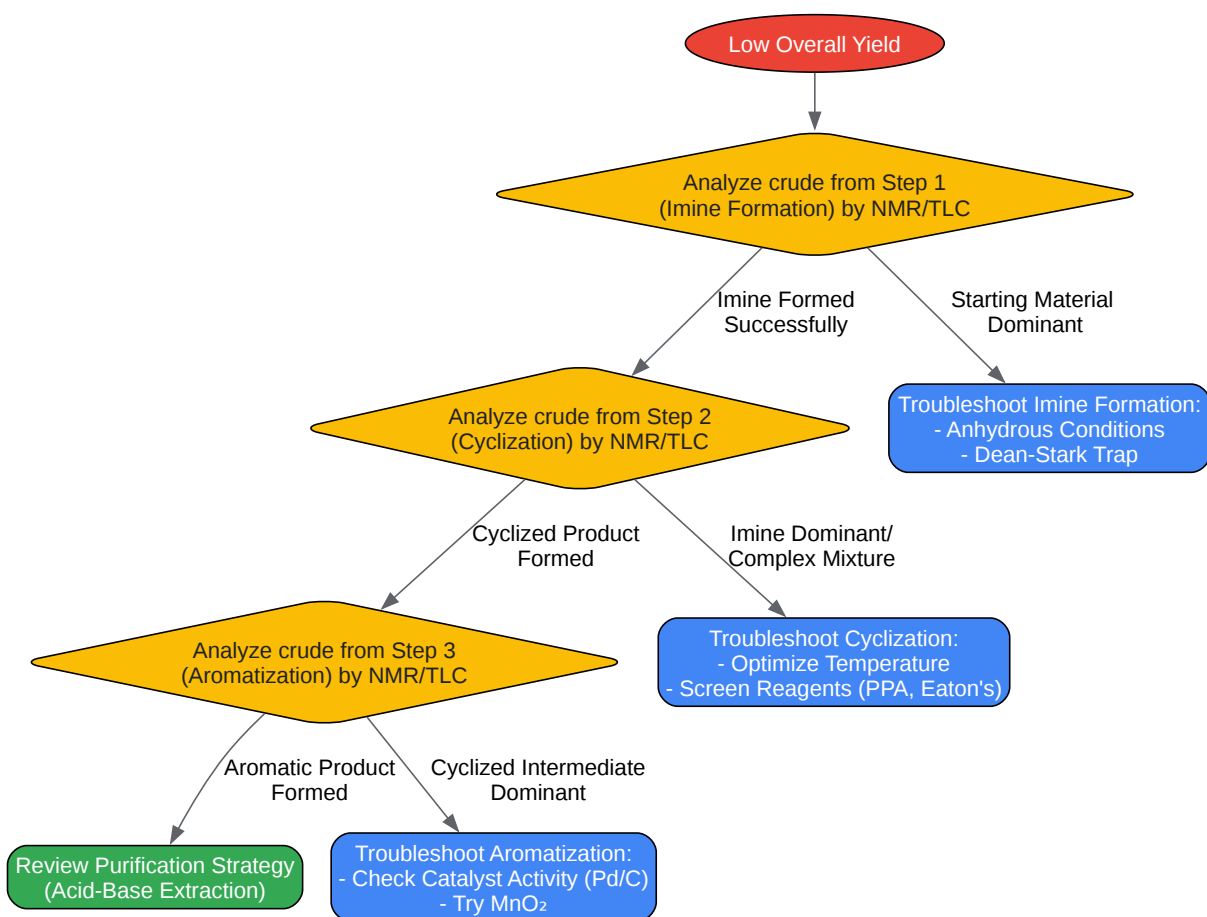 Low Overall Yield
Analyze crude from Step 1
(Imine Formation) by NMR/TLC
Imine Formed
Successfully
Starting Material
Dominant
Analyze crude from Step 2
(Cyclization) by NMR/TLC
Troubleshoot Imine Formation:
- Anhydrous Conditions
- Dean-Stark Trap
Cyclized Product
Formed
Imine Dominant/
Complex Mixture
Analyze crude from Step 3
(Aromatization) by NMR/TLC
Troubleshoot Cyclization:
- Optimize Temperature
- Screen Reagents (PPA, Eaton's)
Aromatic Product
Formed
Cyclized Intermediate
Dominant
Review Purification Strategy
(Acid-Base Extraction)
Troubleshoot Aromatization:
- Check Catalyst Activity (Pd/C)
- Try MnO₂